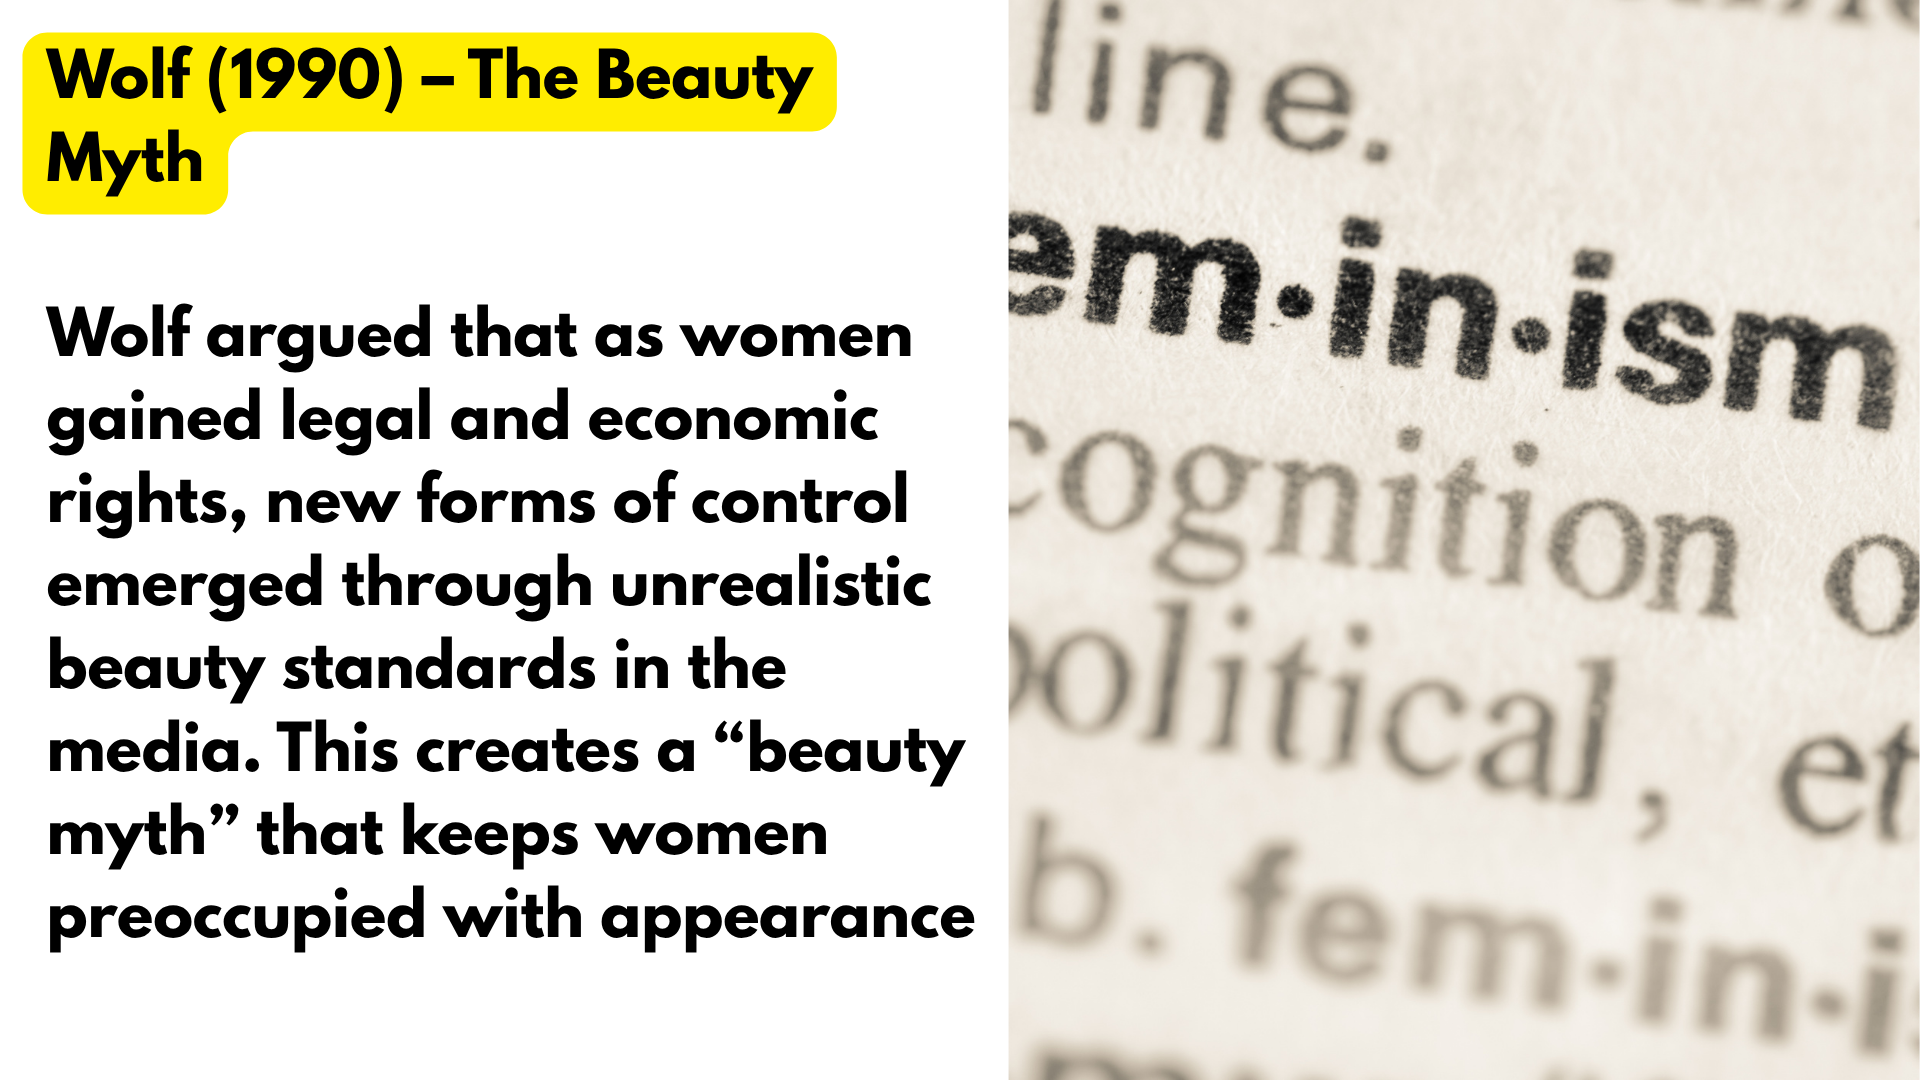 Wolf (1990) – The Beauty
Myth
Wolf argued that as women
gained legal and economic
rights, new forms of control
emerged through unrealistic
beauty standards in the
media. This creates a “beauty
myth” that keeps women
preoccupied with appearance
line.
em·in·ism
cognition o
political, et
b. fem·in·i